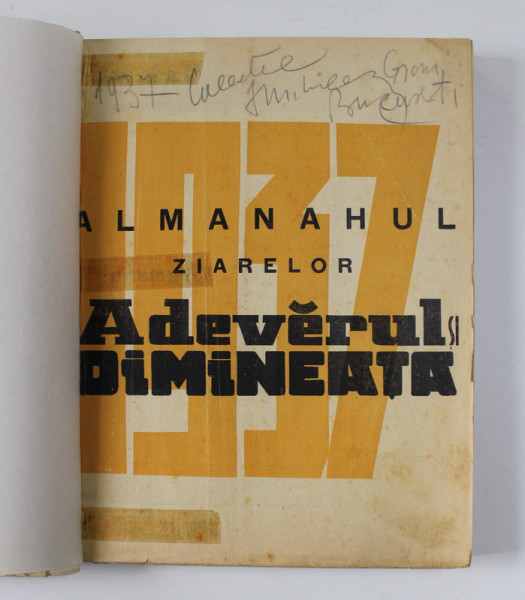 1937
București
1937
ALMANAHUL
ZIARELOR
Adevĕrul și
DIMINEAȚA